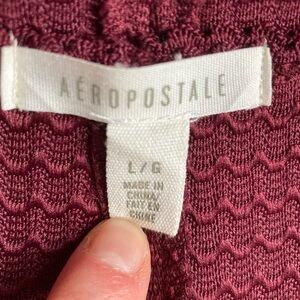 AÉROPOSTALE
L/G
MADE IN
CHINA/
FAIT EN
CHINE